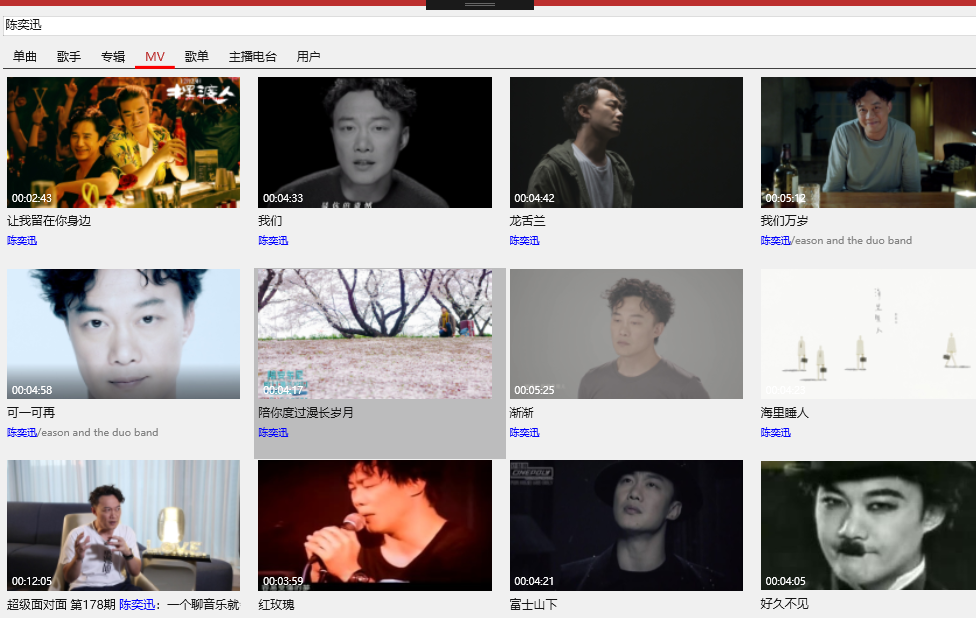 陈奕迅
单曲 歌手 专辑 MV 歌单 主播电台 用户
摆渡人
00:02:43
00:04:33
00:04:42
00:05:12
让我留在你身边
我们
龙舌兰
我们万岁
陈奕迅
陈奕迅
陈奕迅
陈奕迅/eason and the duo band
海里睡人
00:04:58
00:04:17
00:05:25
可一可再
陪你度过漫长岁月
渐渐
海里睡人
陈奕迅/eason and the duo band
陈奕迅
陈奕迅
陈奕迅
CINEPOLY
00:12:05
00:03:59
00:04:21
00:04:05
超级面对面 第178期 陈奕迅：一个聊音乐就
红玫瑰
富士山下
好久不见